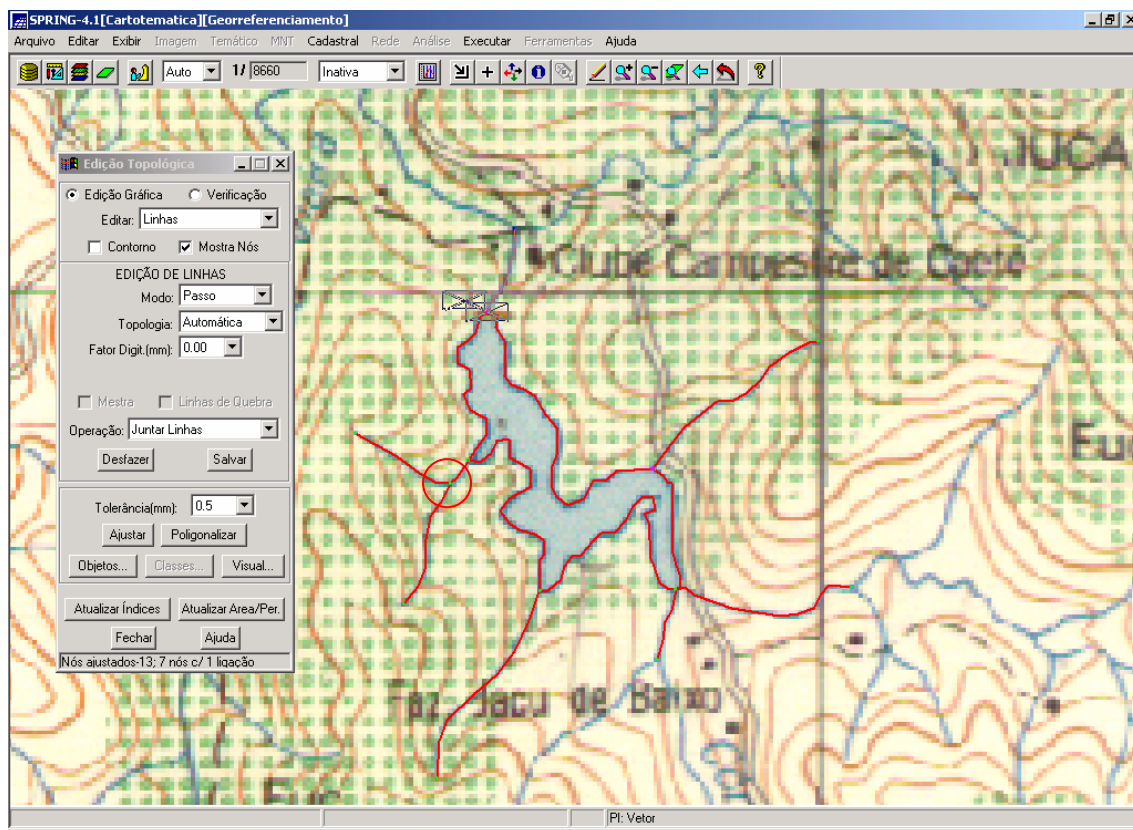 SPRING-4.1[Cartotematica][Georreferenciamento]
Arquivo Editar Exibir Imagem Temático MNT Cadastral Rede Análise Executar Ferramentas Ajuda
Auto 1/ 8660 Inativa
JUCA
Edição Topológica
Edição Gráfica Verificação
Editar: Linhas
Contorno Mostra Nós
Clube Campestre de Coeté
EDIÇÃO DE LINHAS
Modo: Passo
Topologia: Automática
Fator Digit.(mm): 0.00
Mestra Linhas de Quebra
Operação: Juntar Linhas
Desfazer Salvar
Tolerância(mm): 0.5
Ajustar Poligonalizar
Objetos... Classes... Visual...
Atualizar Índices Atualizar Area/Per.
Fechar Ajuda
Nós ajustados-13; 7 nós c/ 1 ligação
Faz. Jacu de Baixo
PI: Vetor